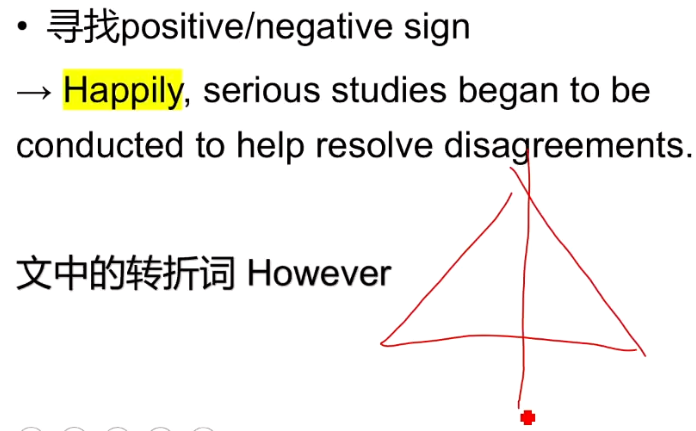 • 寻找positive/negative sign
→ Happily, serious studies began to be
conducted to help resolve disagreements.
文中的转折词 However